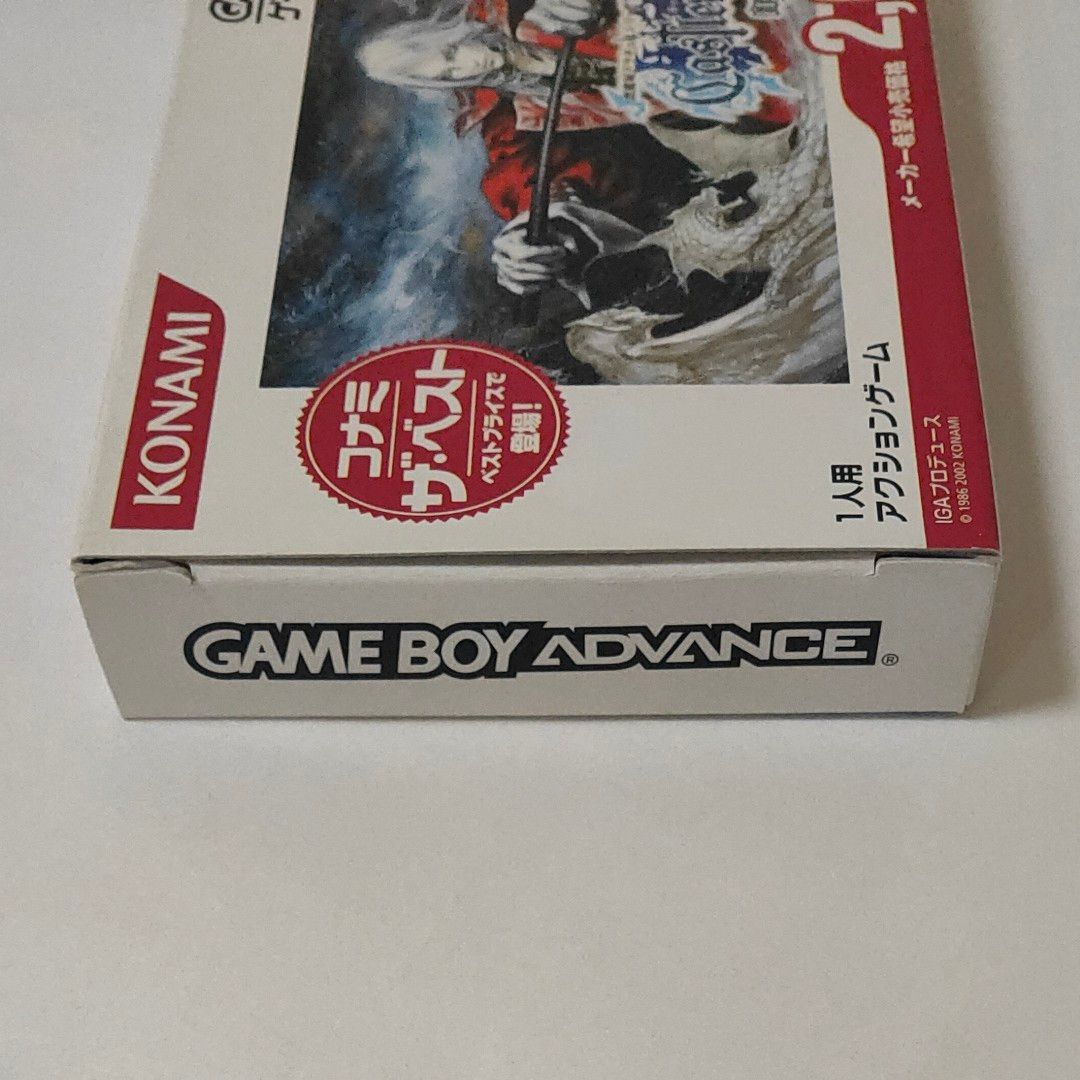 KONAMI
コナミ
ザ・ベスト
ベストプライスで
登場!
1人用
アクションゲーム
メーカー希望小売価格
IGAプロデュース
© 1986 2002 KONAMI
GAME BOY ADVANCE®